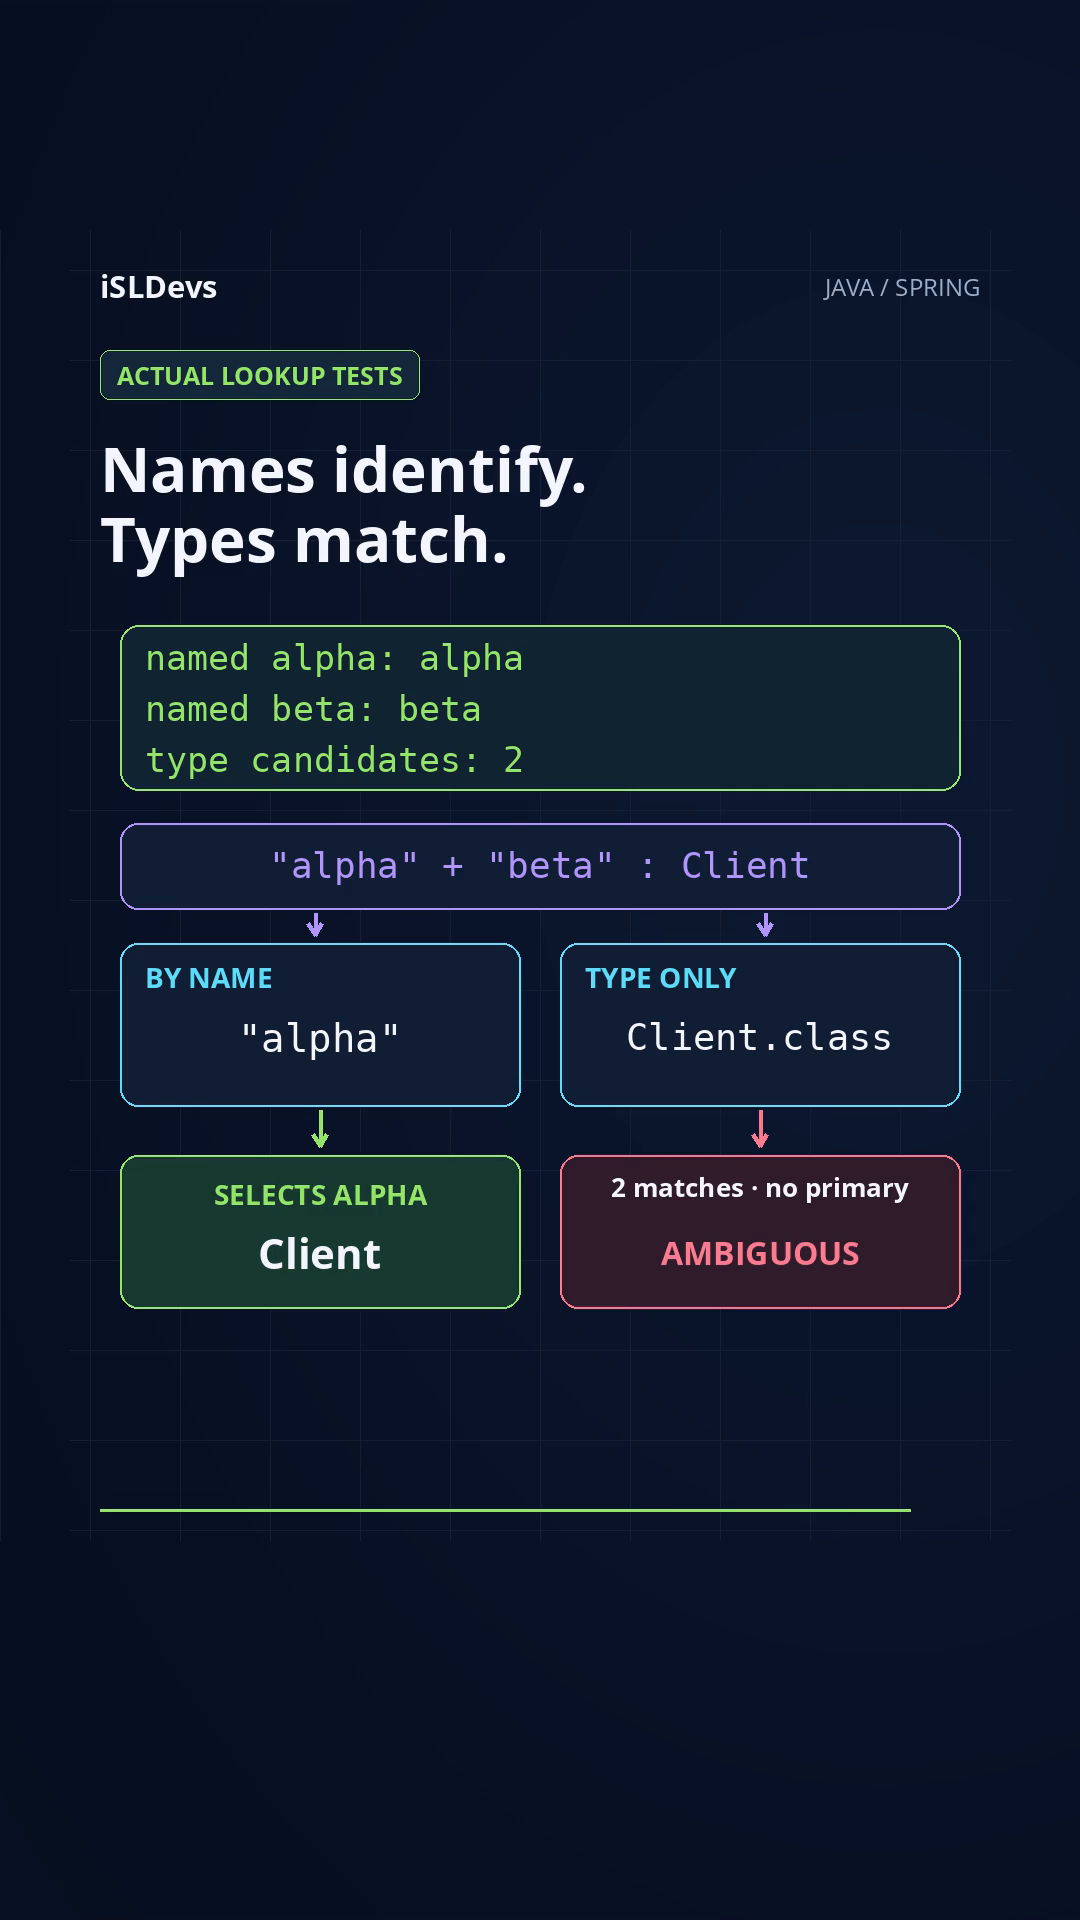 iSLDevs
JAVA / SPRING
ACTUAL LOOKUP TESTS
Names identify.
Types match.
named alpha: alpha
named beta: beta
type candidates: 2
"alpha" + "beta" : Client
BY NAME
"alpha"
TYPE ONLY
Client.class
SELECTS ALPHA
Client
2 matches · no primary
AMBIGUOUS